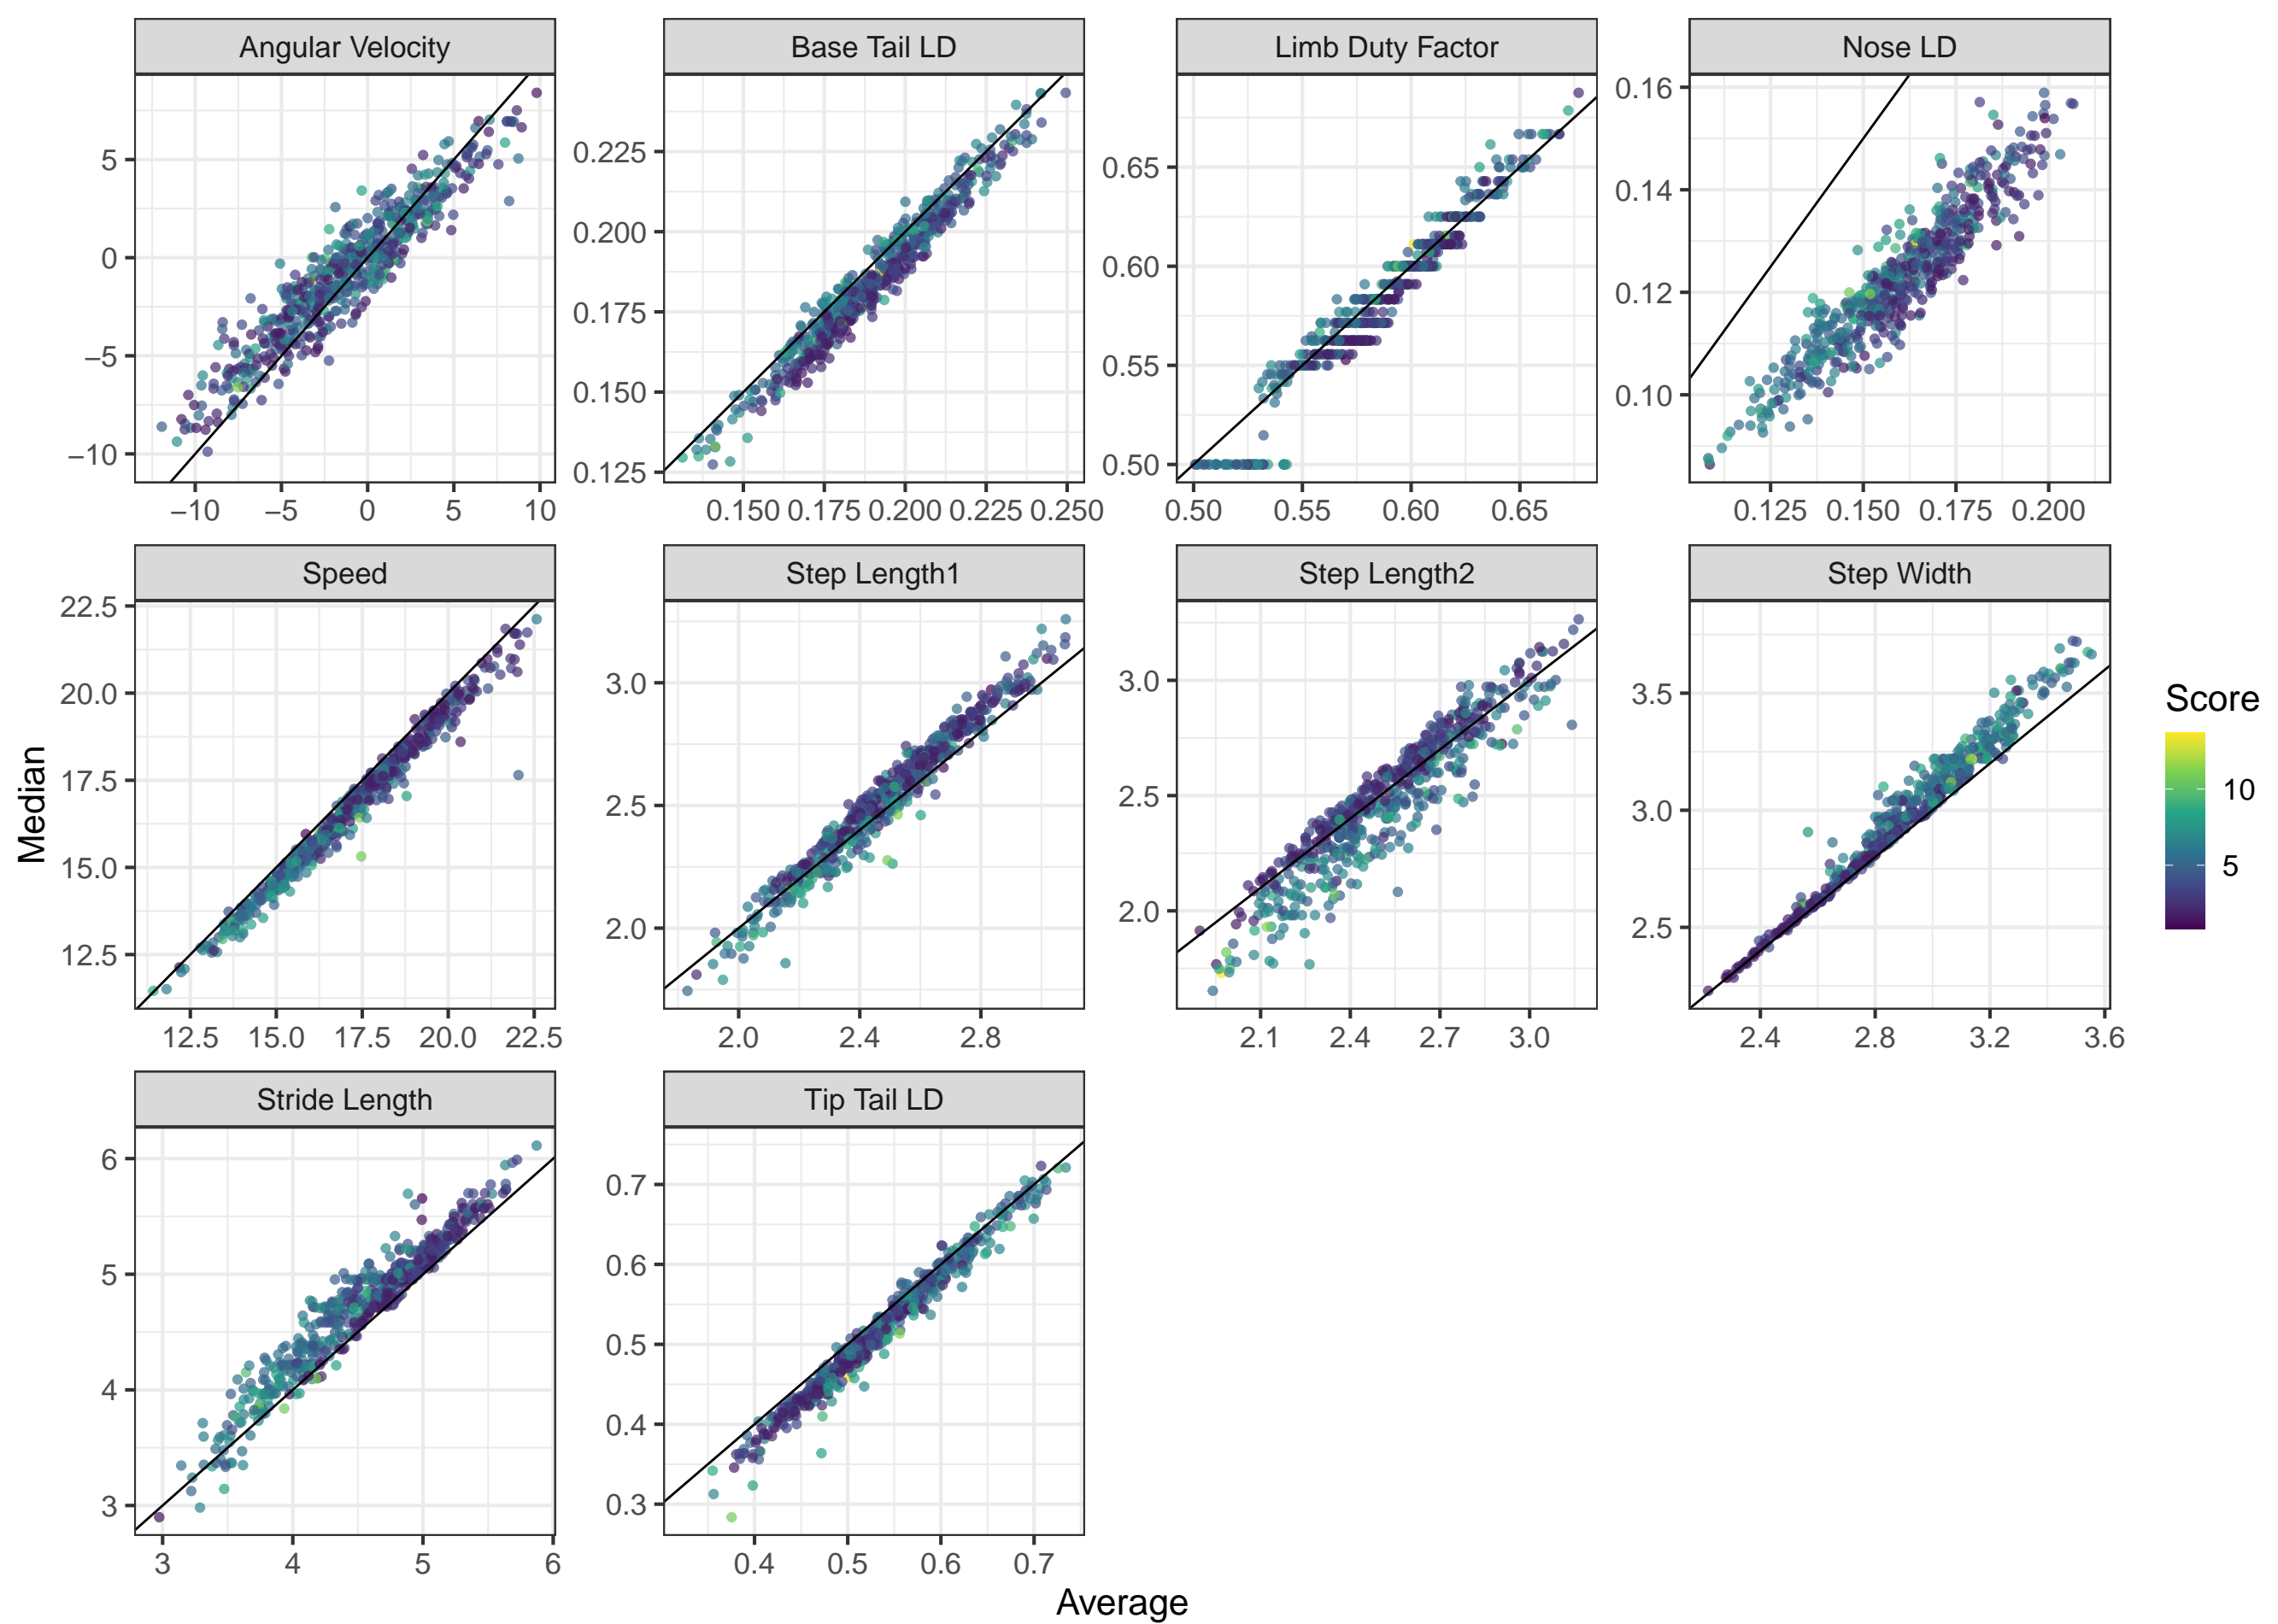 Angular Velocity Base Tail LD Limb Duty Factor Nose LD
5
0
−5
−10
−10 −5 0 5 10
0.225
0.200
0.175
0.150
0.125
0.150 0.175 0.200 0.225 0.250
0.65
0.60
0.55
0.50
0.50 0.55 0.60 0.65
0.16
0.14
0.12
0.10
0.125 0.150 0.175 0.200
Speed Step Length1 Step Length2 Step Width
22.5
20.0
17.5
15.0
12.5
12.5 15.0 17.5 20.0 22.5
3.0
2.5
2.0
2.0 2.4 2.8
3.0
2.5
2.0
2.1 2.4 2.7 3.0
3.5
3.0
2.5
2.4 2.8 3.2 3.6
Stride Length Tip Tail LD
6
5
4
3
3 4 5 6
0.7
0.6
0.5
0.4
0.3
0.4 0.5 0.6 0.7
Median
Average
Score
10
5